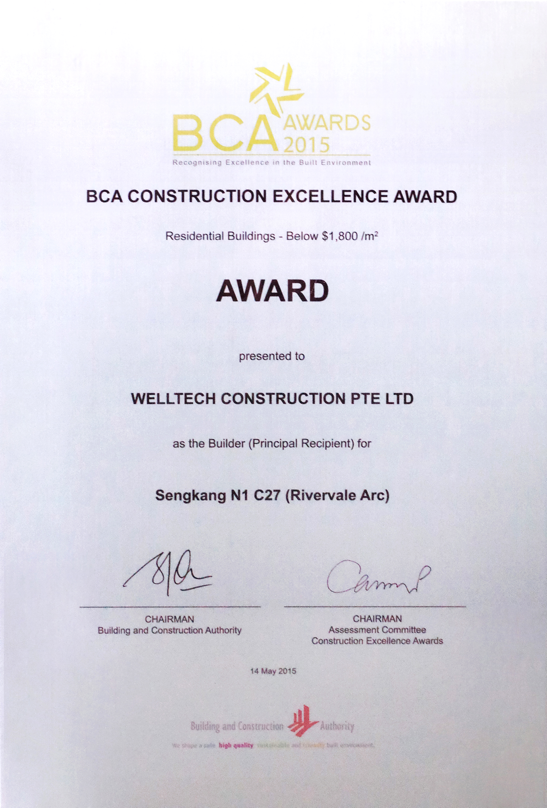 BCA AWARDS
2015
Recognising Excellence in the Built Environment
BCA CONSTRUCTION EXCELLENCE AWARD
Residential Buildings - Below $1,800 /m²
AWARD
presented to
WELLTECH CONSTRUCTION PTE LTD
as the Builder (Principal Recipient) for
Sengkang N1 C27 (Rivervale Arc)
CHAIRMAN
Building and Construction Authority
CHAIRMAN
Assessment Committee
Construction Excellence Awards
14 May 2015
Building and Construction Authority
We shape a safe, high quality, sustainable and friendly built environment.